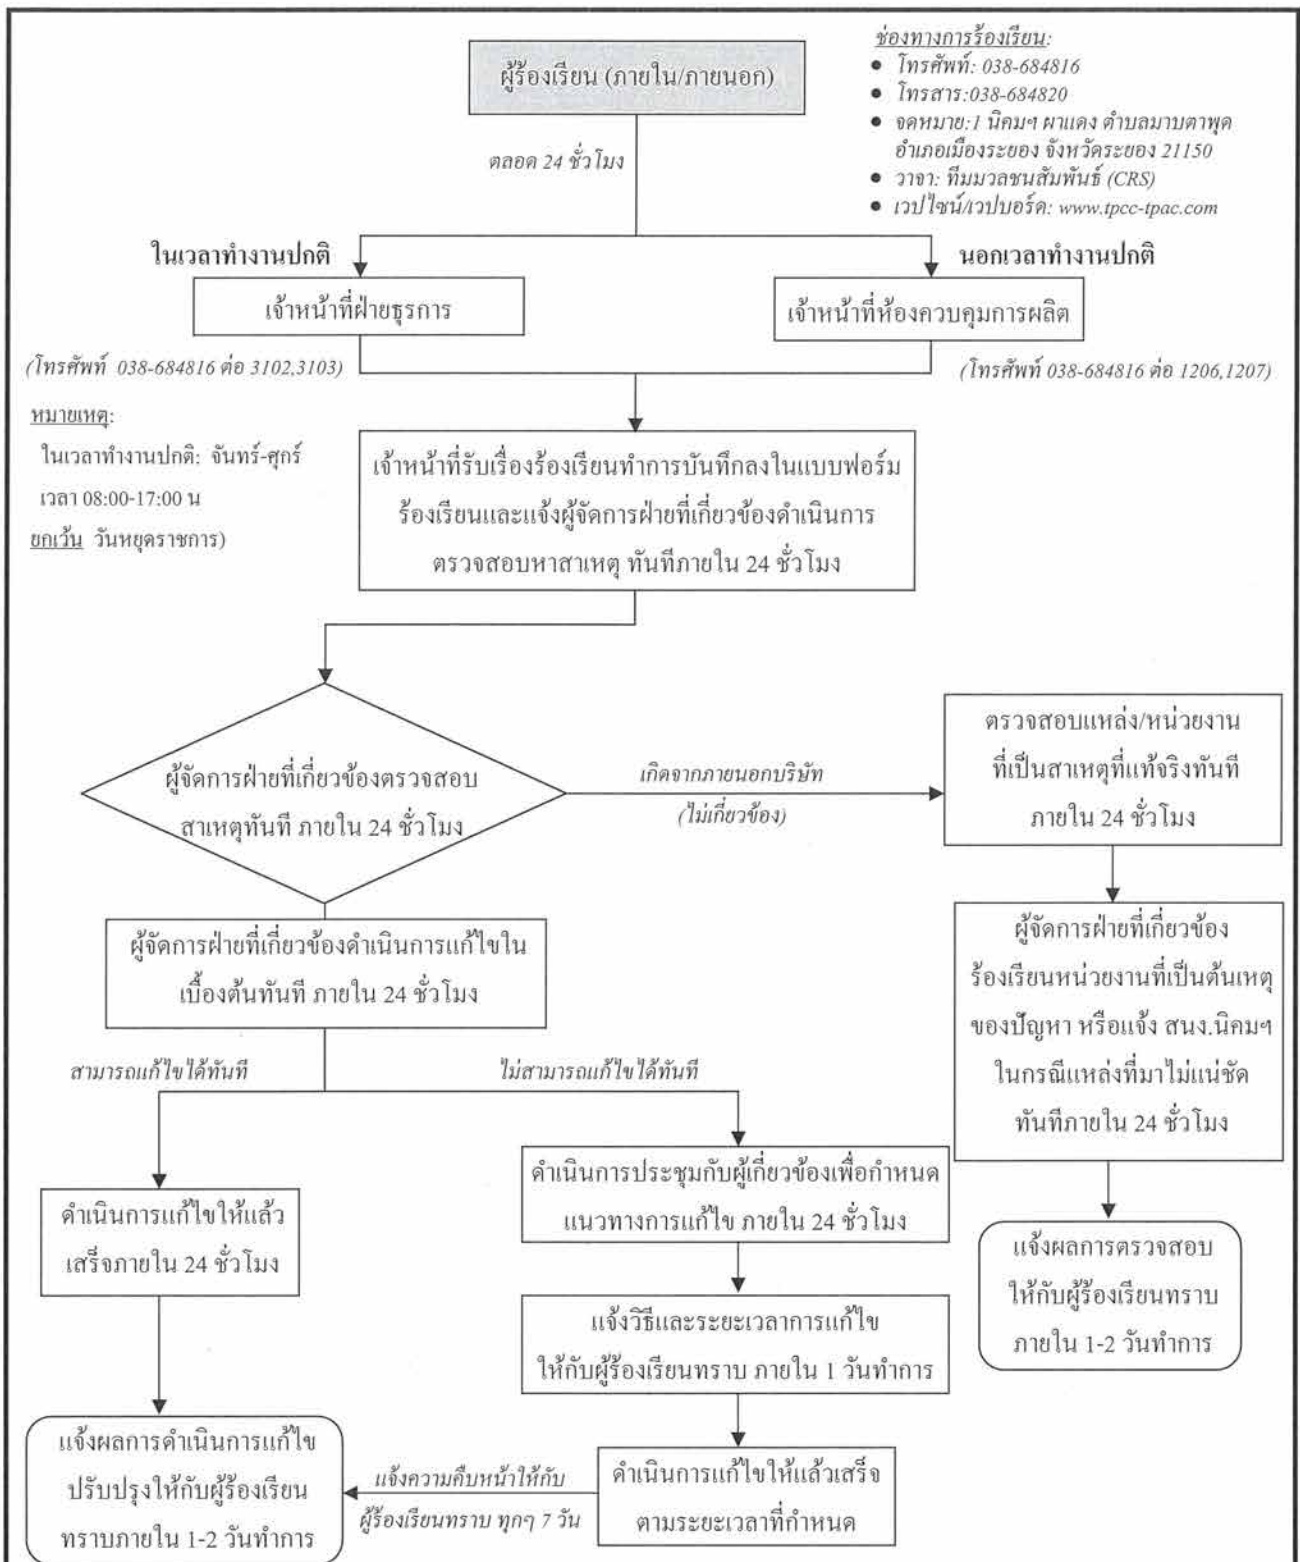 ผู้ร้องเรียน (ภายใน/ภายนอก)
ช่องทางการร้องเรียน:
● โทรศัพท์: 038-684816
● โทรสาร:038-684820
● จดหมาย:1 นิคมฯ ผาแดง ตำบลมาบตาพุด
อำเภอเมืองระยอง จังหวัดระยอง 21150
● วาจา: ทีมมวลชนสัมพันธ์ (CRS)
● เวปไซน์/เวปบอร์ด: www.tpcc-tpac.com
ตลอด 24 ชั่วโมง
ในเวลาทำงานปกติ
นอกเวลาทำงานปกติ
เจ้าหน้าที่ฝ่ายธุรการ
เจ้าหน้าที่ห้องควบคุมการผลิต
(โทรศัพท์ 038-684816 ต่อ 3102,3103)
(โทรศัพท์ 038-684816 ต่อ 1206,1207)
หมายเหตุ:
ในเวลาทำงานปกติ: จันทร์-ศุกร์
เวลา 08:00-17:00 น
ยกเว้น วันหยุดราชการ)
เจ้าหน้าที่รับเรื่องร้องเรียนทำการบันทึกลงในแบบฟอร์ม
ร้องเรียนและแจ้งผู้จัดการฝ่ายที่เกี่ยวข้องดำเนินการ
ตรวจสอบหาสาเหตุ ทันทีภายใน 24 ชั่วโมง
ผู้จัดการฝ่ายที่เกี่ยวข้องตรวจสอบ
สาเหตุทันที ภายใน 24 ชั่วโมง
เกิดจากภายนอกบริษัท
(ไม่เกี่ยวข้อง)
ตรวจสอบแหล่ง/หน่วยงาน
ที่เป็นสาเหตุที่แท้จริงทันที
ภายใน 24 ชั่วโมง
ผู้จัดการฝ่ายที่เกี่ยวข้องดำเนินการแก้ไขใน
เบื้องต้นทันที ภายใน 24 ชั่วโมง
ผู้จัดการฝ่ายที่เกี่ยวข้อง
ร้องเรียนหน่วยงานที่เป็นต้นเหตุ
ของปัญหา หรือแจ้ง สนง.นิคมฯ
ในกรณีแหล่งที่มาไม่แน่ชัด
ทันทีภายใน 24 ชั่วโมง
สามารถแก้ไขได้ทันที
ไม่สามารถแก้ไขได้ทันที
ดำเนินการแก้ไขให้แล้ว
เสร็จภายใน 24 ชั่วโมง
ดำเนินการประชุมกับผู้เกี่ยวข้องเพื่อกำหนด
แนวทางการแก้ไข ภายใน 24 ชั่วโมง
แจ้งผลการตรวจสอบ
ให้กับผู้ร้องเรียนทราบ
ภายใน 1-2 วันทำการ
แจ้งวิธีและระยะเวลาการแก้ไข
ให้กับผู้ร้องเรียนทราบ ภายใน 1 วันทำการ
แจ้งผลการดำเนินการแก้ไข
ปรับปรุงให้กับผู้ร้องเรียน
ทราบภายใน 1-2 วันทำการ
แจ้งความคืบหน้าให้กับ
ผู้ร้องเรียนทราบ ทุกๆ 7 วัน
ดำเนินการแก้ไขให้แล้วเสร็จ
ตามระยะเวลาที่กำหนด